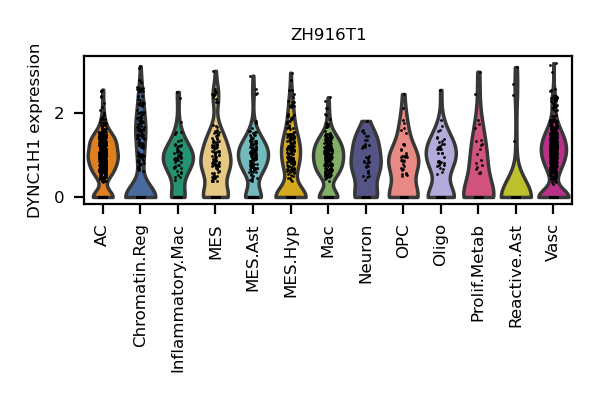 ZH916T1
DYNC1H1 expression
2
0
AC
Chromatin.Reg
Inflammatory.Mac
MES
MES.Ast
MES.Hyp
Mac
Neuron
OPC
Oligo
Prolif.Metab
Reactive.Ast
Vasc